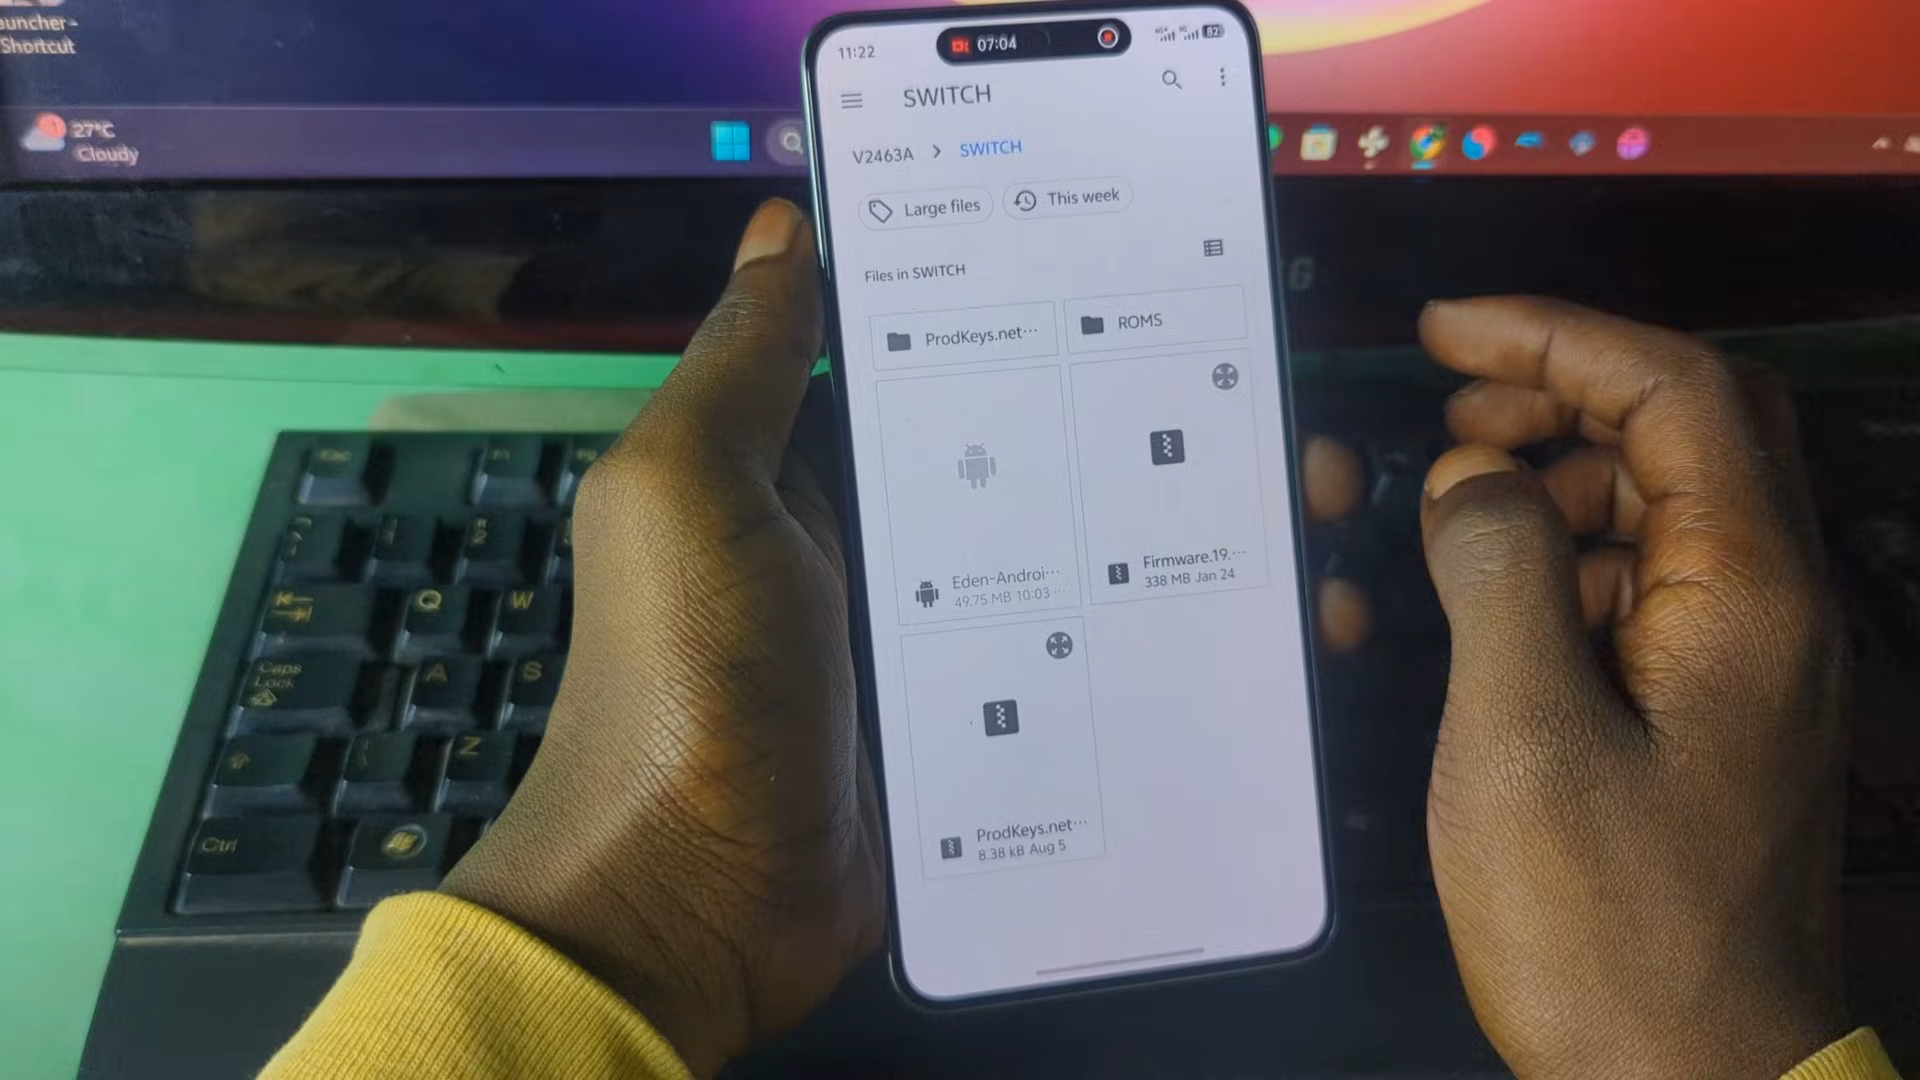 auncher -
Shortcut
27°C
Cloudy
11:22
07:04
82
SWITCH
V2463A > SWITCH
Large files
This week
Files in SWITCH
ProdKeys.net...
ROMS
Eden-Androi...
49.75 MB 10:03 ...
Firmware.19....
338 MB Jan 24
ProdKeys.net...
8.38 kB Aug 5
G
Esc
2
Q
W
Caps
Lock
A
S
Z
Ctrl